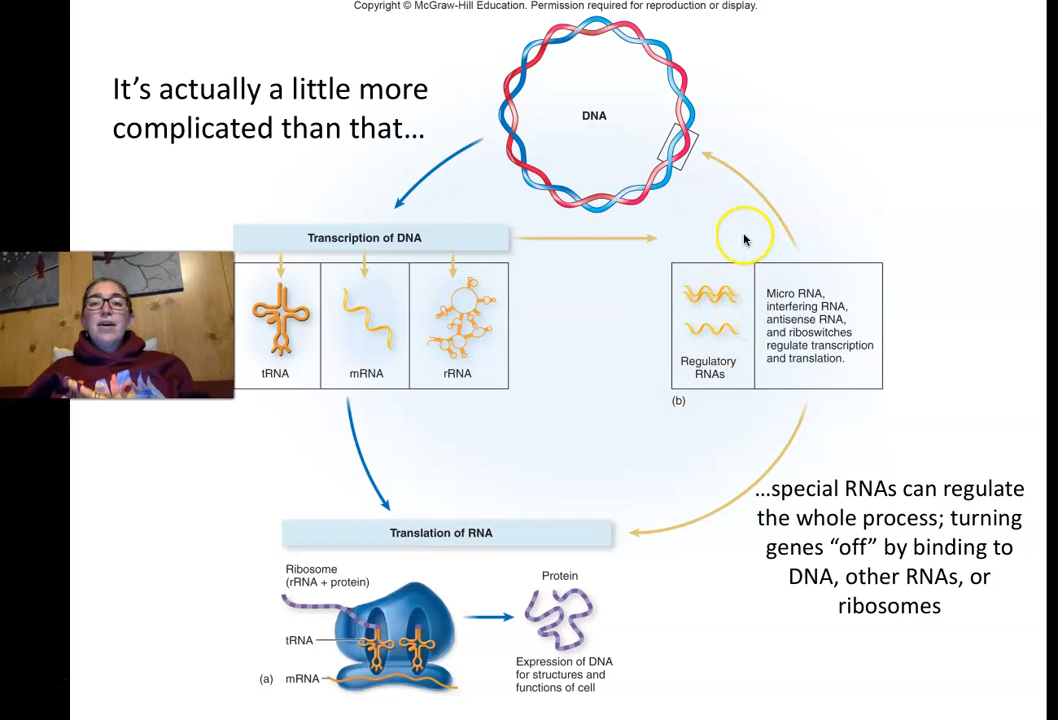 Copyright © McGraw-Hill Education. Permission required for reproduction or display.
It’s actually a little more
complicated than that…
DNA
Transcription of DNA
tRNA
mRNA
rRNA
Regulatory
RNAs
Micro RNA,
interfering RNA,
antisense RNA,
and riboswitches
regulate transcription
and translation.
(b)
…special RNAs can regulate
the whole process; turning
genes “off” by binding to
DNA, other RNAs, or
ribosomes
Translation of RNA
Ribosome
(rRNA + protein)
tRNA
(a)
mRNA
Protein
Expression of DNA
for structures and
functions of cell